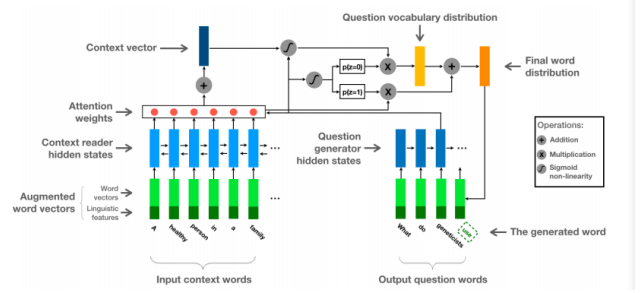 Question vocabulary distribution
Context vector
p(z=0)
p(z=1)
Final word
distribution
Attention
weights
Context reader
hidden states
...
Question
generator
hidden states
...
Operations:
+ Addition
x Multiplication
∫ Sigmoid
non-linearity
Augmented
word vectors
Word
vectors
Linguistic
features
...
A
healthy
person
in
a
family
What
do
geneticists
use
The generated word
Input context words
Output question words